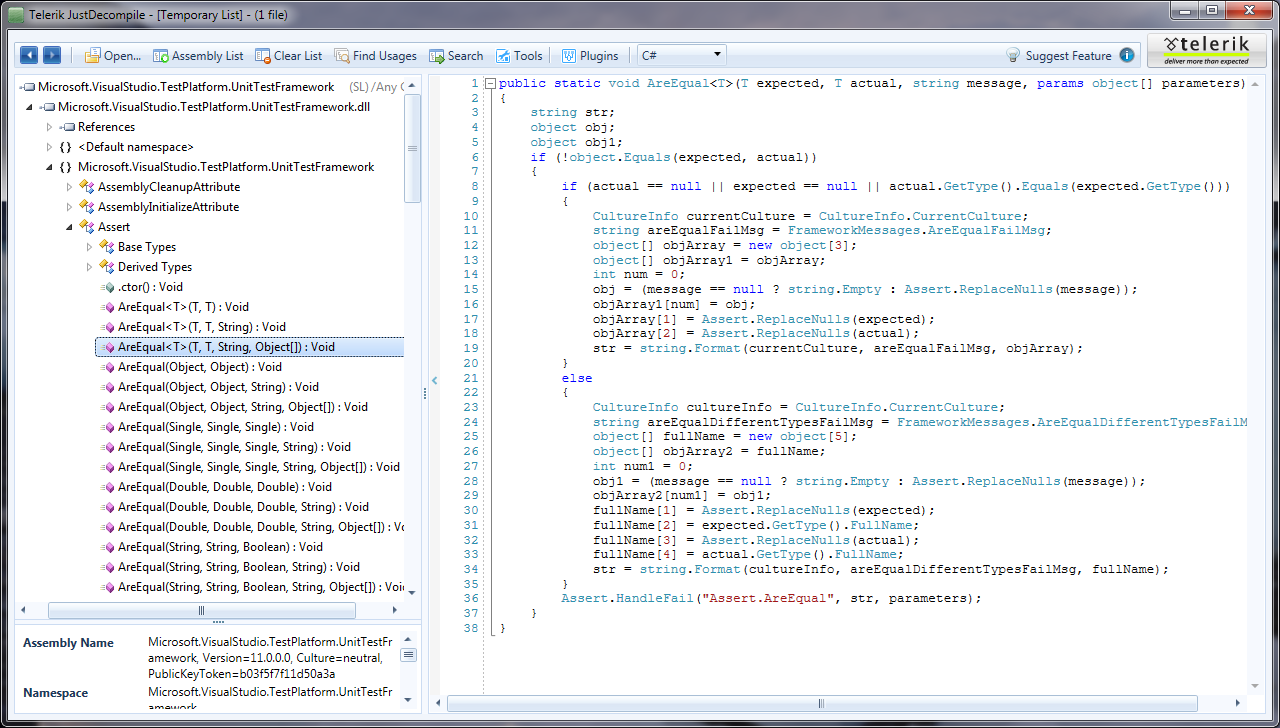 Telerik JustDecompile - [Temporary List] - (1 file)
Open... Assembly List Clear List Find Usages Search Tools Plugins C# Suggest Feature
telerik
deliver more than expected
Microsoft.VisualStudio.TestPlatform.UnitTestFramework (SL) /Any C
Microsoft.VisualStudio.TestPlatform.UnitTestFramework.dll
References
{} <Default namespace>
{} Microsoft.VisualStudio.TestPlatform.UnitTestFramework
AssemblyCleanupAttribute
AssemblyInitializeAttribute
Assert
Base Types
Derived Types
.ctor() : Void
AreEqual<T>(T, T) : Void
AreEqual<T>(T, T, String) : Void
AreEqual<T>(T, T, String, Object[]) : Void
AreEqual(Object, Object) : Void
AreEqual(Object, Object, String) : Void
AreEqual(Object, Object, String, Object[]) : Void
AreEqual(Single, Single, Single) : Void
AreEqual(Single, Single, Single, String) : Void
AreEqual(Single, Single, Single, String, Object[]) : Void
AreEqual(Double, Double, Double) : Void
AreEqual(Double, Double, Double, String) : Void
AreEqual(Double, Double, Double, String, Object[]) : Vo
AreEqual(String, String, Boolean) : Void
AreEqual(String, String, Boolean, String) : Void
AreEqual(String, String, Boolean, String, Object[]) : Voi
Assembly Name Microsoft.VisualStudio.TestPlatform.UnitTestFr
amework, Version=11.0.0.0, Culture=neutral,
PublicKeyToken=b03f5f7f11d50a3a
Namespace Microsoft.VisualStudio.TestPlatform.UnitTestFr
amework
1 public static void AreEqual<T>(T expected, T actual, string message, params object[] parameters)
2 {
3 string str;
4 object obj;
5 object obj1;
6 if (!object.Equals(expected, actual))
7 {
8 if (actual == null || expected == null || actual.GetType().Equals(expected.GetType()))
9 {
10 CultureInfo currentCulture = CultureInfo.CurrentCulture;
11 string areEqualFailMsg = FrameworkMessages.AreEqualFailMsg;
12 object[] objArray = new object[3];
13 object[] objArray1 = objArray;
14 int num = 0;
15 obj = (message == null ? string.Empty : Assert.ReplaceNulls(message));
16 objArray1[num] = obj;
17 objArray[1] = Assert.ReplaceNulls(expected);
18 objArray[2] = Assert.ReplaceNulls(actual);
19 str = string.Format(currentCulture, areEqualFailMsg, objArray);
20 }
21 else
22 {
23 CultureInfo cultureInfo = CultureInfo.CurrentCulture;
24 string areEqualDifferentTypesFailMsg = FrameworkMessages.AreEqualDifferentTypesFailM
25 object[] fullName = new object[5];
26 object[] objArray2 = fullName;
27 int num1 = 0;
28 obj1 = (message == null ? string.Empty : Assert.ReplaceNulls(message));
29 objArray2[num1] = obj1;
30 fullName[1] = Assert.ReplaceNulls(expected);
31 fullName[2] = expected.GetType().FullName;
32 fullName[3] = Assert.ReplaceNulls(actual);
33 fullName[4] = actual.GetType().FullName;
34 str = string.Format(cultureInfo, areEqualDifferentTypesFailMsg, fullName);
35 }
36 Assert.HandleFail("Assert.AreEqual", str, parameters);
37 }
38 }